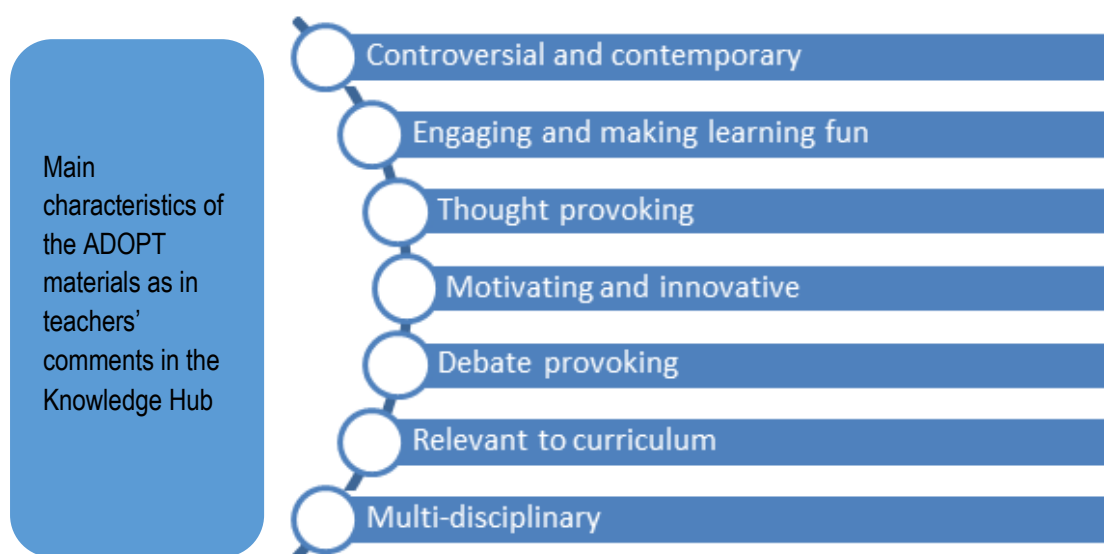 Main
characteristics of
the ADOPT
materials as in
teachers’
comments in the
Knowledge Hub
Controversial and contemporary
Engaging and making learning fun
Thought provoking
Motivating and innovative
Debate provoking
Relevant to curriculum
Multi-disciplinary